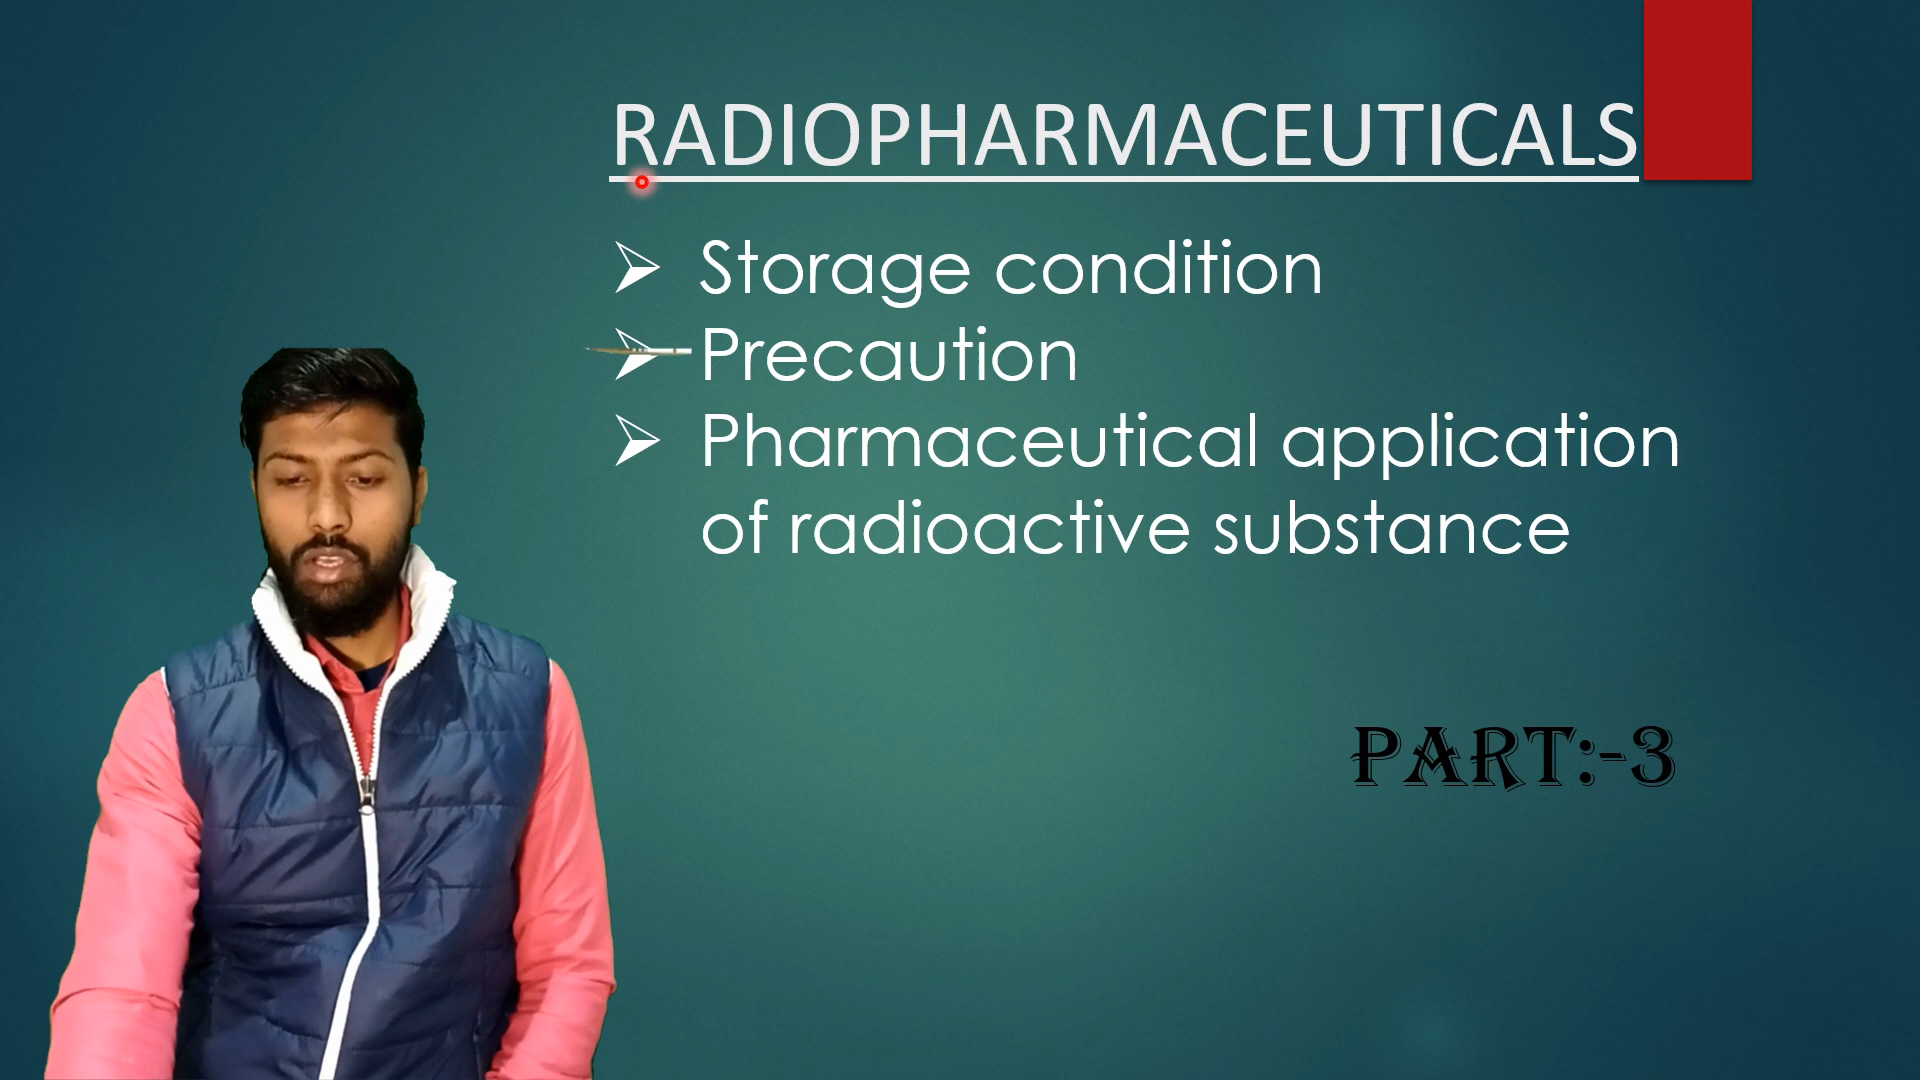 RADIOPHARMACEUTICALS
Storage condition
Precaution
Pharmaceutical application
of radioactive substance
PART:-3